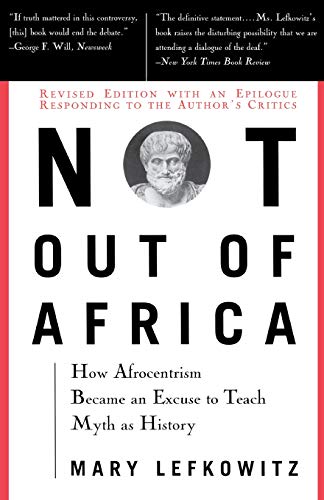 "If truth mattered in this controversy,
[this] book would end the debate."
–George F. Will, Newsweek
"The definitive statement. . . . Ms. Lefkowitz's
book raises the disturbing possibility that we are
attending a dialogue of the deaf."
–New York Times Book Review
Revised Edition with an Epilogue
Responding to the Author's Critics
NOT
OUT OF
AFRICA
How Afrocentrism
Became an Excuse to Teach
Myth as History
MARY LEFKOWITZ